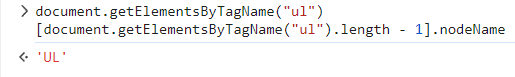 document.getElementsByTagName("ul")
[document.getElementsByTagName("ul").length - 1].nodeName
'UL'